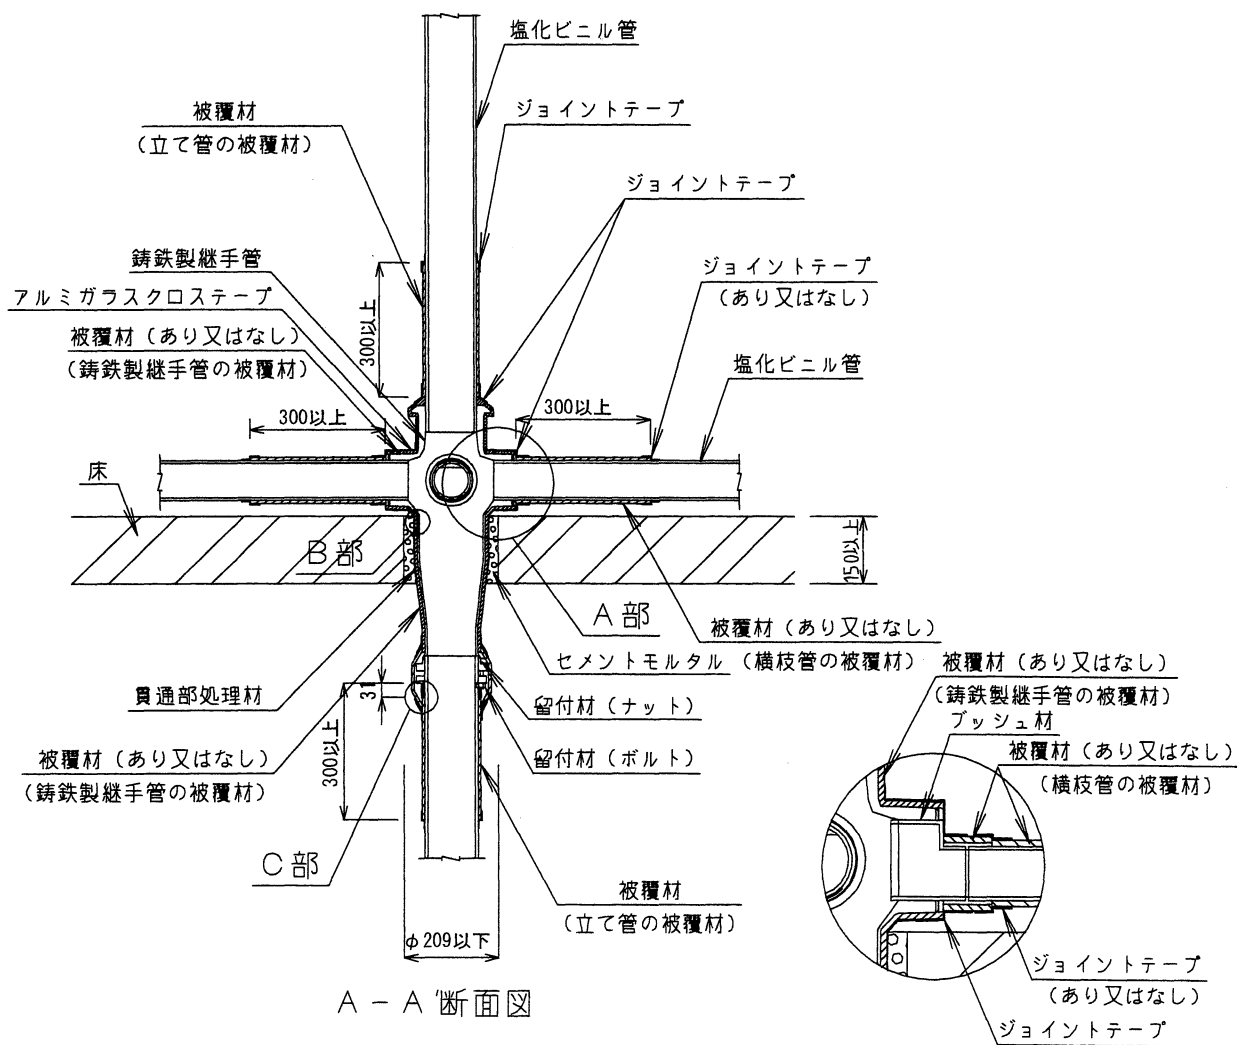 塩化ビニル管
被覆材
(立て管の被覆材)
ジョイントテープ
ジョイントテープ
鋳鉄製継手管
アルミガラスクロステープ
被覆材(あり又はなし)
(鋳鉄製継手管の被覆材)
300以上
ジョイントテープ
(あり又はなし)
塩化ビニル管
300以上
300以上
床
B部
150以上
A部
被覆材(あり又はなし)
(横枝管の被覆材)
セメントモルタル
貫通部処理材
31
300以上
留付材(ナット)
留付材(ボルト)
被覆材(あり又はなし)
(鋳鉄製継手管の被覆材)
C部
被覆材
(立て管の被覆材)
φ209以下
A-A'断面図
被覆材(あり又はなし)
(鋳鉄製継手管の被覆材)
ブッシュ材
被覆材(あり又はなし)
(横枝管の被覆材)
ジョイントテープ
(あり又はなし)
ジョイントテープ